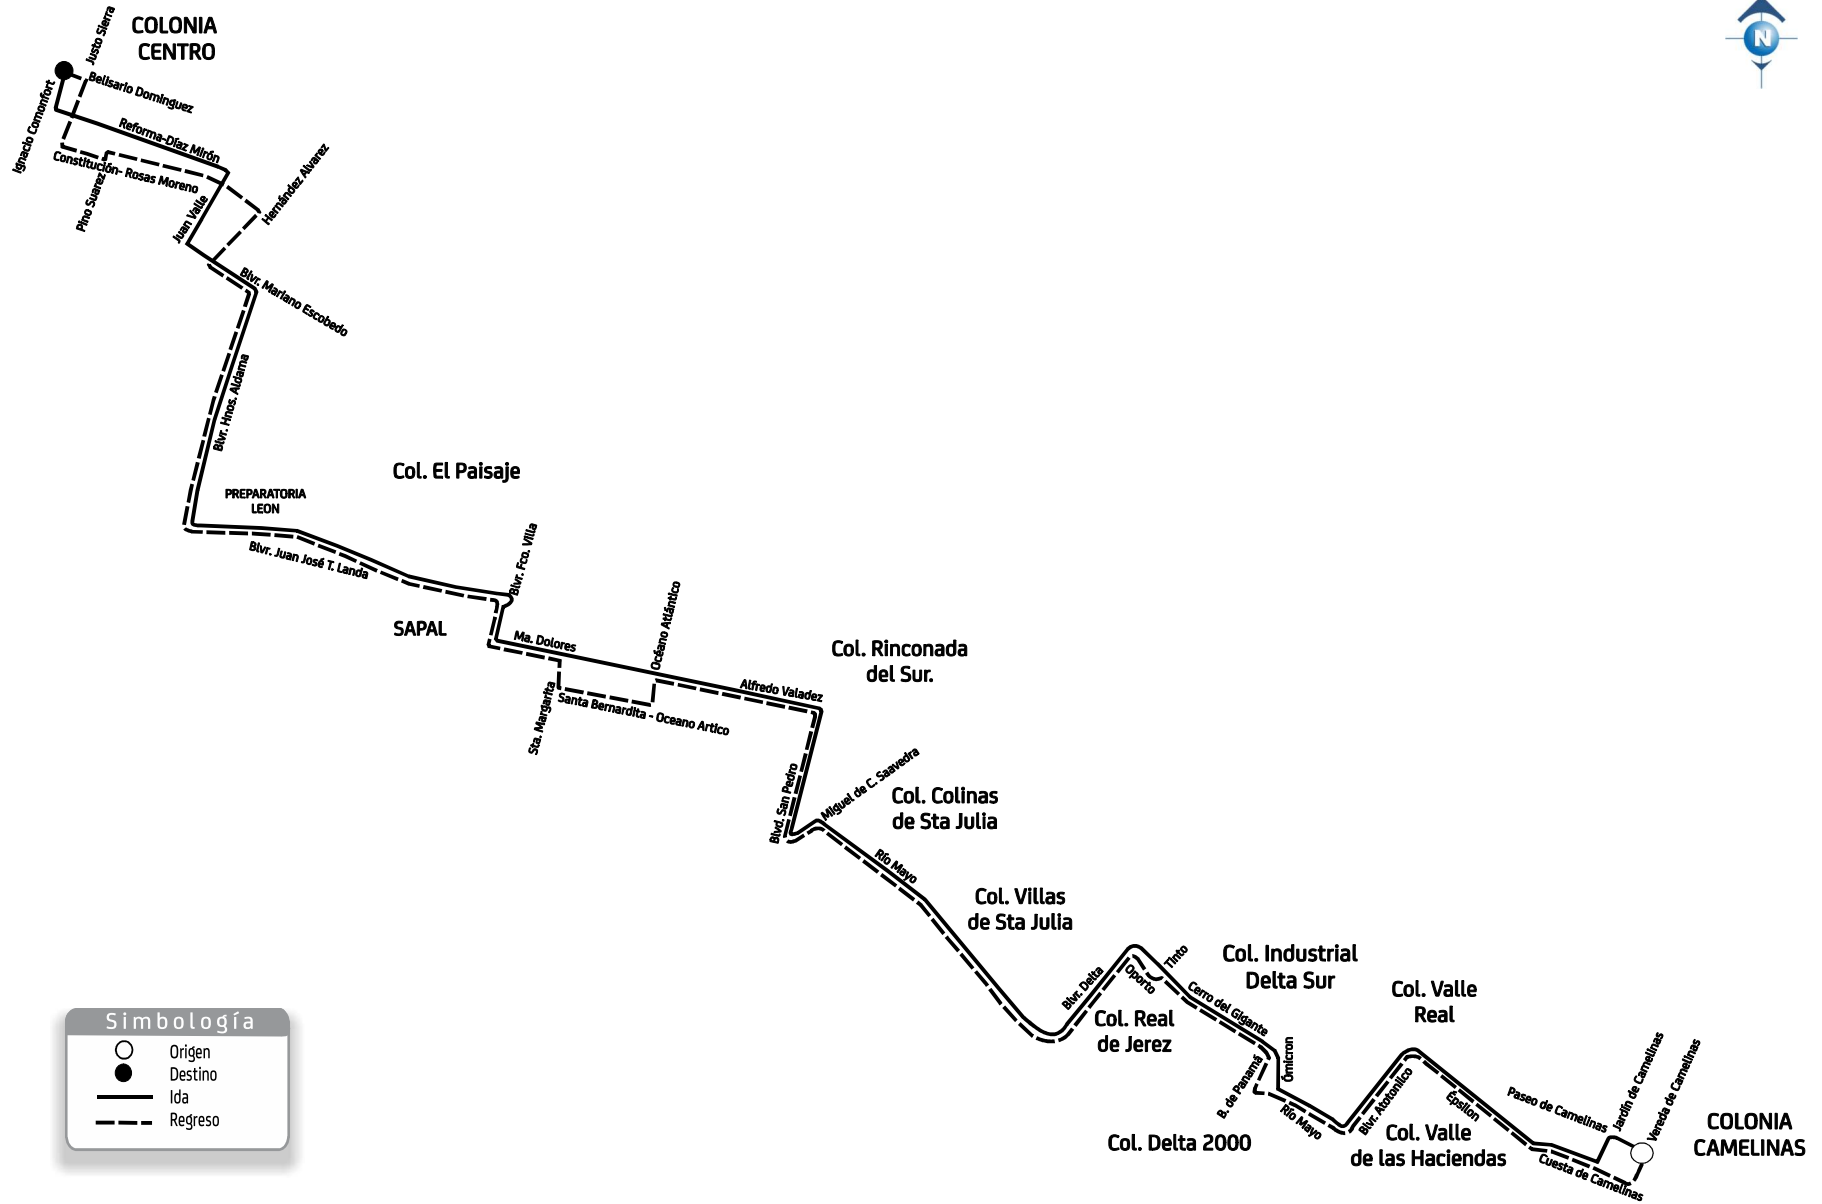 N
COLONIA
CENTRO
Justo Sierra
Belisario Dominguez
Ignacio Comonfort
Reforma-Díaz Mirón
Constitución- Rosas Moreno
Pino Suarez
Juan Valle
Hernández Alvarez
Blvr. Mariano Escobedo
Blvr. Hnos. Aldama
Col. El Paisaje
PREPARATORIA
LEON
Blvr. Juan José T. Landa
Blvr. Fco. Villa
SAPAL
Ma. Dolores
Océano Atlántico
Sta. Margarita
Santa Bernardita - Oceano Artico
Alfredo Valadez
Col. Rinconada
del Sur.
Blvd. San Pedro
Miguel de C. Saavedra
Col. Colinas
de Sta Julia
Río Mayo
Col. Villas
de Sta Julia
Blvr. Delta
Oporto
Tinto
Col. Real
de Jerez
Cerro del Gigante
Col. Industrial
Delta Sur
Ómicron
B. de Panamá
Río Mayo
Col. Delta 2000
Col. Valle
Real
Blvr. Atotonilco
Épsilon
Col. Valle
de las Haciendas
Paseo de Camelinas
Jardín de Camelinas
Vereda de Camelinas
Cuesta de Camelinas
COLONIA
CAMELINAS
Simbología
Origen
Destino
Ida
Regreso